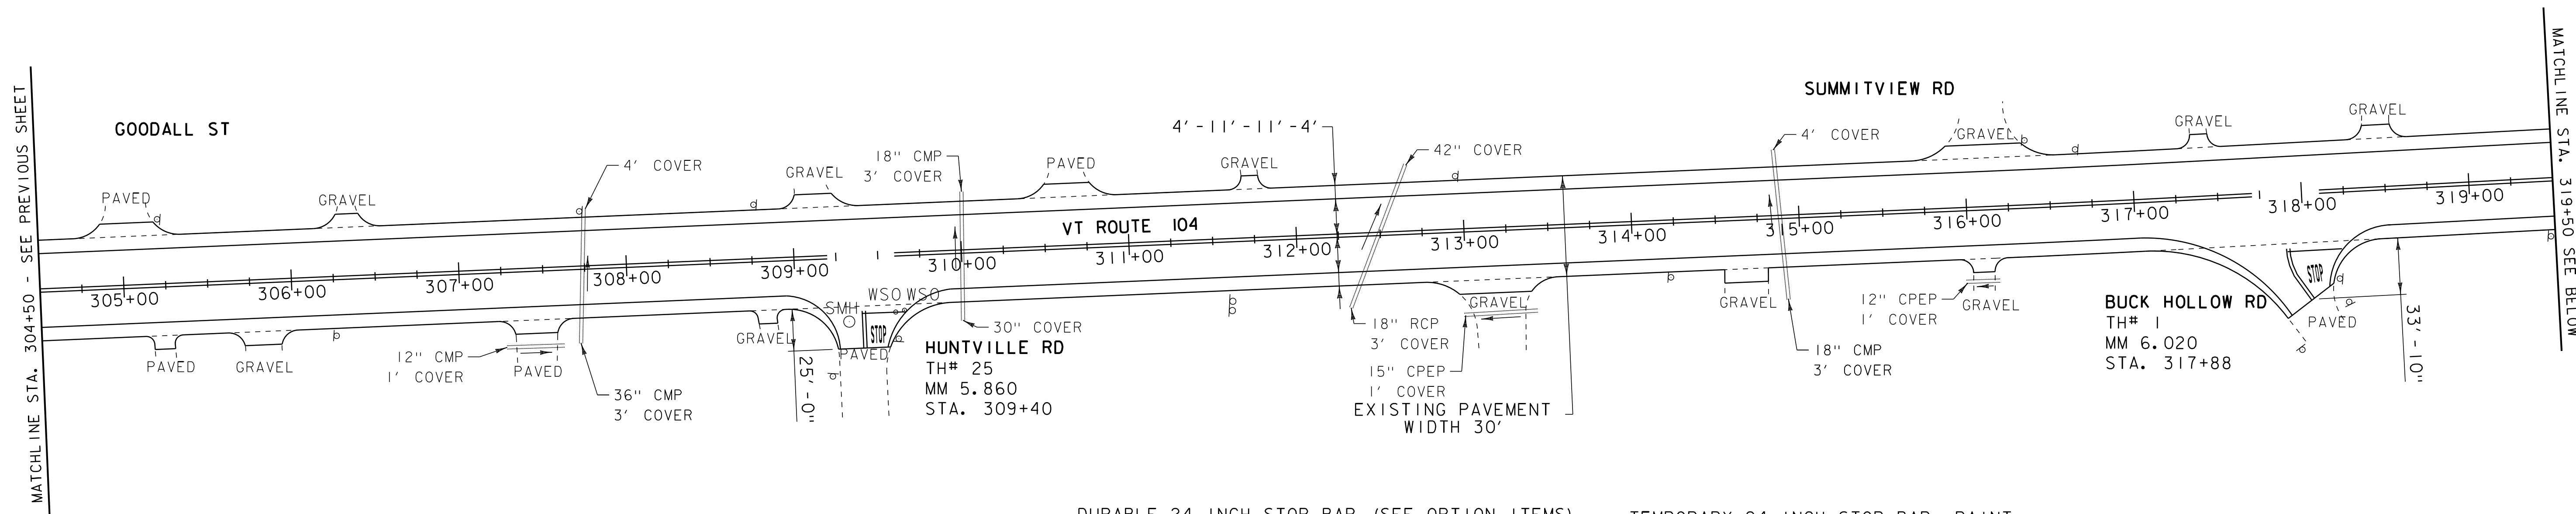 MATCHLINE STA. 304+50 - SEE PREVIOUS SHEET
GOODALL ST
SUMMITVIEW RD
PAVED
GRAVEL
4' COVER
GRAVEL
18" CMP
3' COVER
PAVED
GRAVEL
4'-11'-11'-4'
42" COVER
4' COVER
GRAVEL
GRAVEL
GRAVEL
VT ROUTE 104
305+00
306+00
307+00
308+00
309+00
310+00
311+00
312+00
313+00
314+00
315+00
316+00
317+00
318+00
319+00
PAVED
GRAVEL
12" CMP
1' COVER
PAVED
36" CMP
3' COVER
GRAVEL
25'-0"
SMH
WSO WSO
STOP
PAVED
30" COVER
HUNTVILLE RD
TH# 25
MM 5.860
STA. 309+40
18" RCP
3' COVER
15" CPEP
1' COVER
GRAVEL
EXISTING PAVEMENT
WIDTH 30'
GRAVEL
18" CMP
3' COVER
12" CPEP
1' COVER
GRAVEL
BUCK HOLLOW RD
TH# 1
MM 6.020
STA. 317+88
STOP
PAVED
33'-10"
MATCHLINE STA. 319+50 SEE BELOW